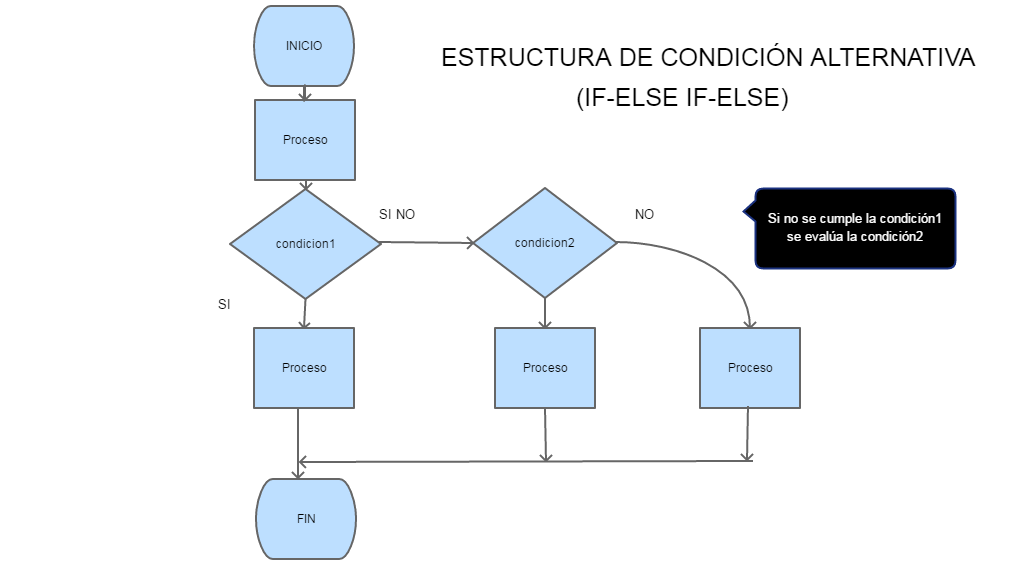 INICIO
ESTRUCTURA DE CONDICIÓN ALTERNATIVA
(IF-ELSE IF-ELSE)
Proceso
SI NO
NO
Si no se cumple la condición1
se evalúa la condición2
condicion1
condicion2
SI
Proceso
Proceso
Proceso
FIN